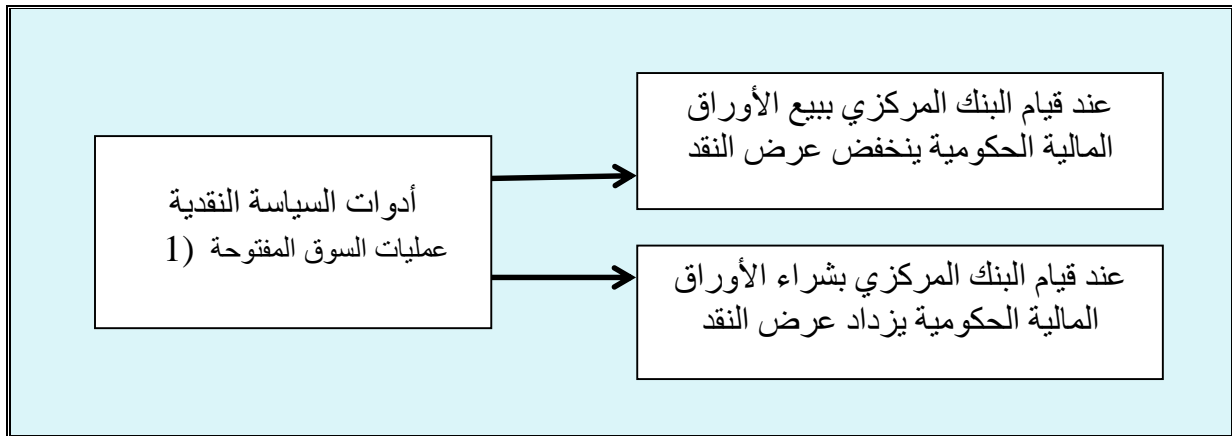 عند قيام البنك المركزي ببيع الأوراق
المالية الحكومية ينخفض عرض النقد
أدوات السياسة النقدية
1) عمليات السوق المفتوحة
عند قيام البنك المركزي بشراء الأوراق
المالية الحكومية يزداد عرض النقد